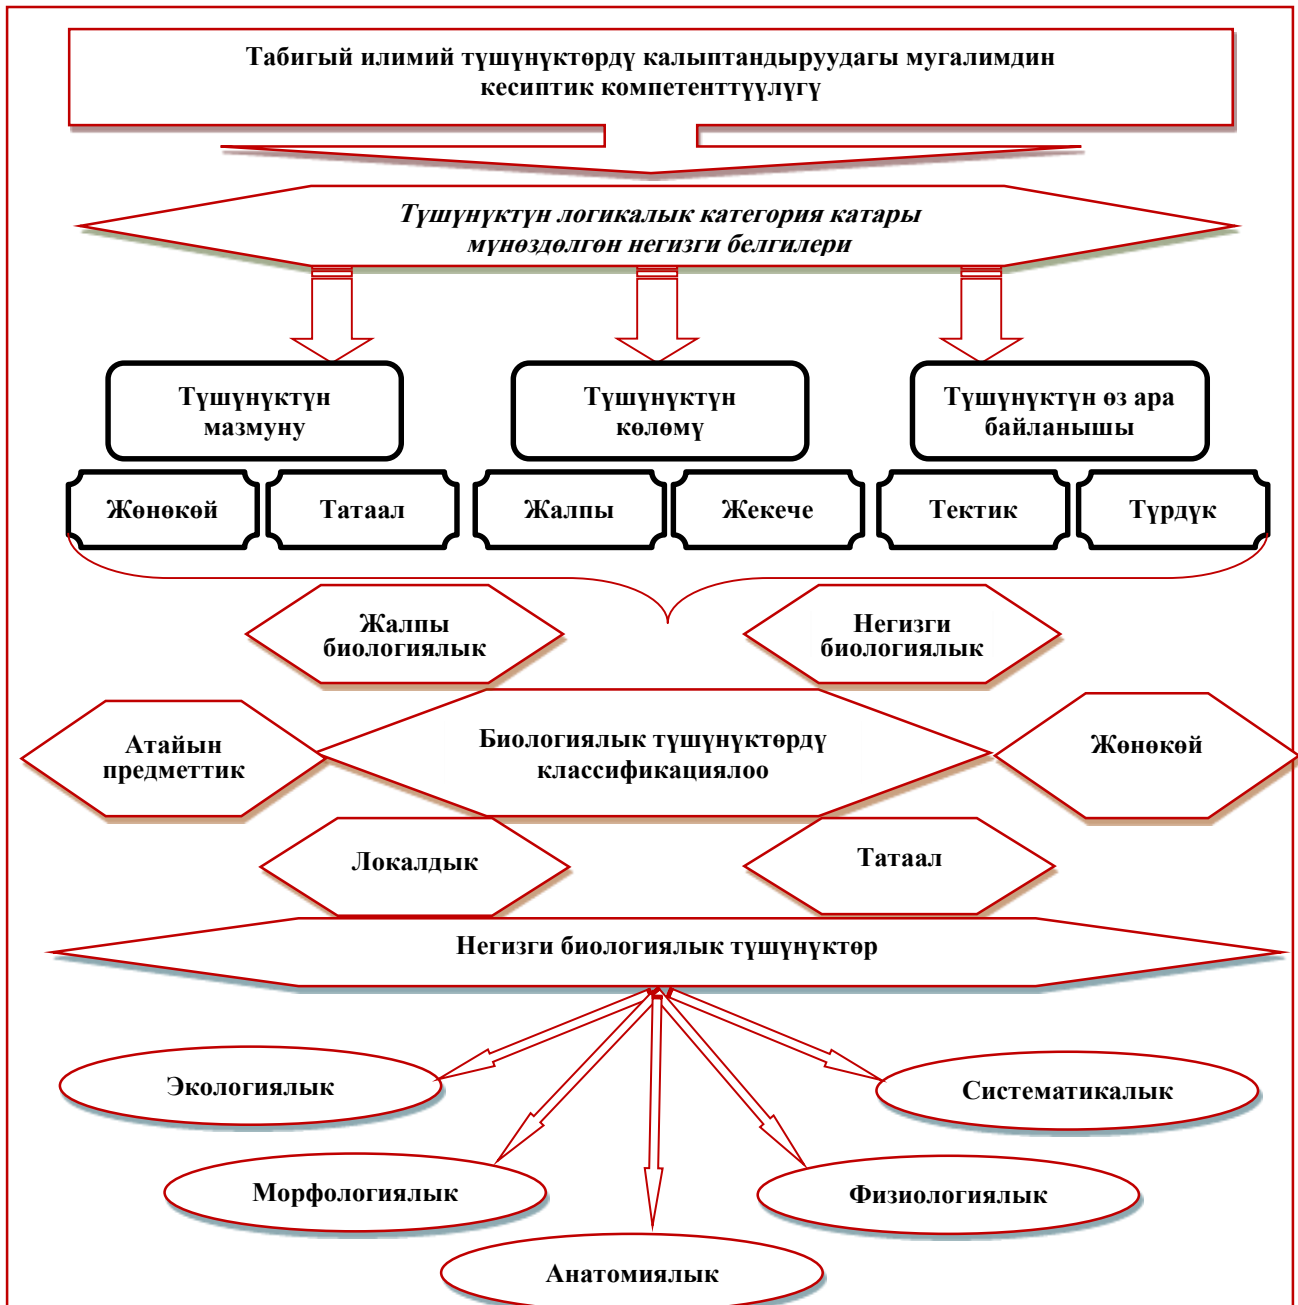 Табигый илимий түшүнүктөрдү калыптандыруудагы мугалимдин
кесиптик компетенттүүлүгү
Түшүнүктүн логикалык категория катары
мүнөздөлгөн негизги белгилери
Түшүнүктүн
мазмуну
Түшүнүктүн
көлөмү
Түшүнүктүн өз ара
байланышы
Жөнөкөй
Татаал
Жалпы
Жекече
Тектик
Түрдүк
Жалпы
биологиялык
Негизги
биологиялык
Атайын
предметтик
Биологиялык түшүнүктөрдү
классификациялоо
Жөнөкөй
Локалдык
Татаал
Негизги биологиялык түшүнүктөр
Экологиялык
Систематикалык
Морфологиялык
Физиологиялык
Анатомиялык